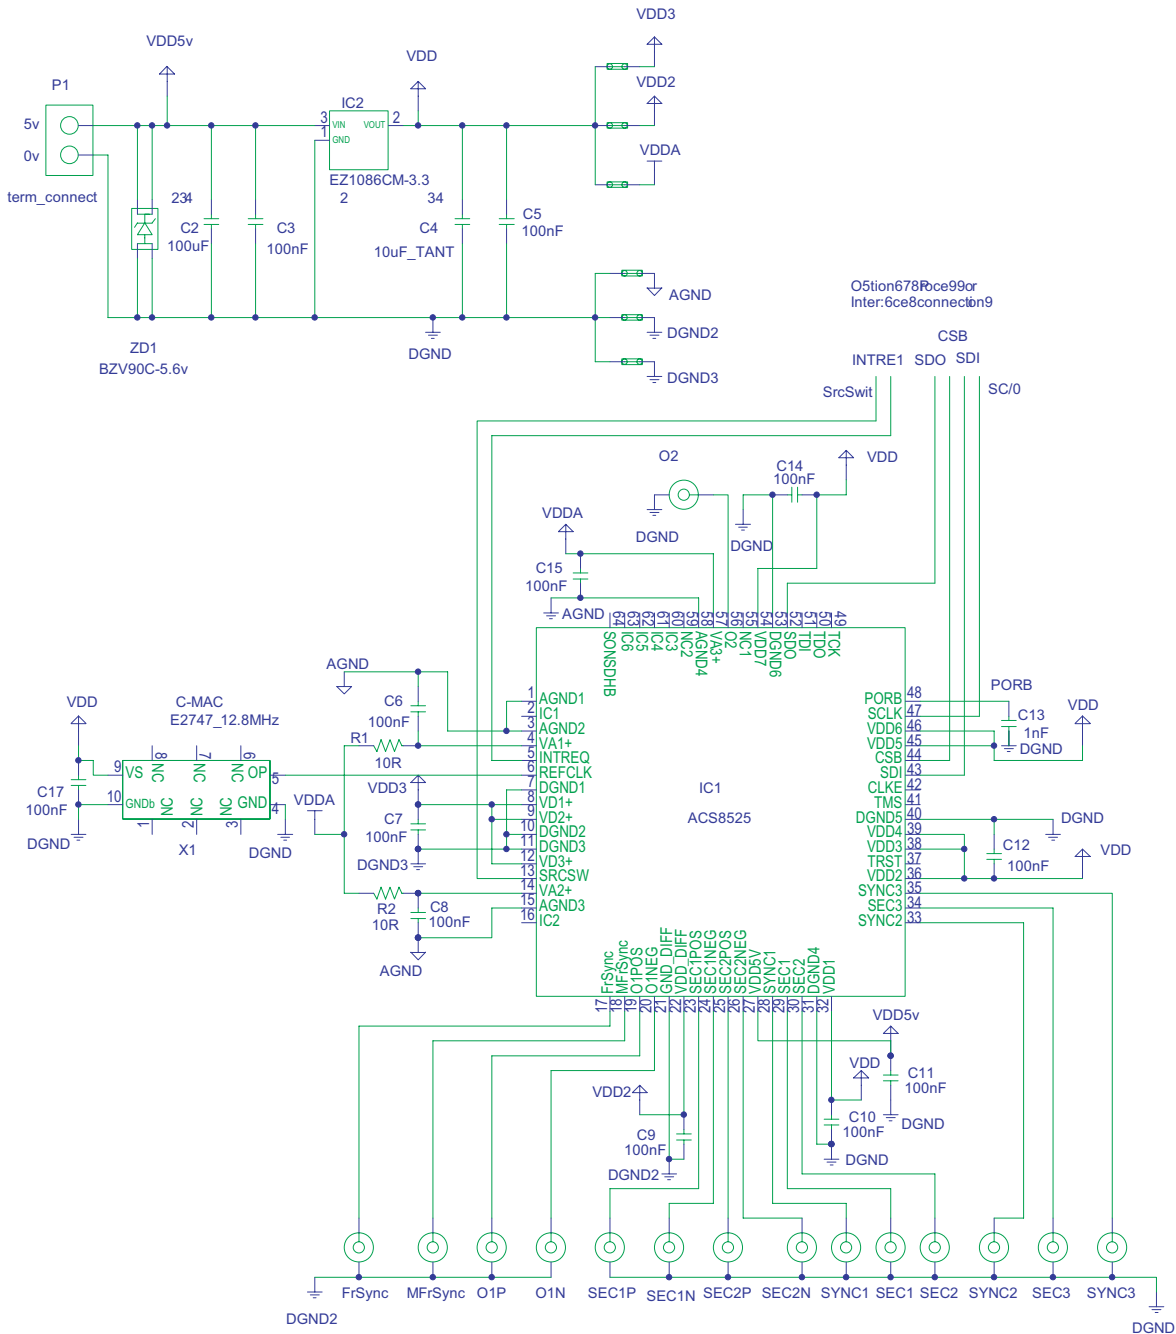 VDD3
VDD5v
VDD
VDD2
P1
IC2
5v
3
VIN
VOUT
2
1
GND
0v
VDDA
EZ1086CM-3.3
term_connect
234
2
34
C2
100uF
C3
100nF
C4
10uF_TANT
C5
100nF
O5tion678Roce99or
Inter:6ce8connection9
AGND
DGND2
CSB
ZD1
BZV90C-5.6v
DGND
INTRE1
SDO
SDI
DGND3
SrcSwit
SC/0
O2
C14
100nF
VDD
VDDA
DGND
DGND
C15
100nF
AGND
64 63 62 61 60 59 58 57 56 55 54 53 52 51 50 49
SONSDHB IC6 IC5 IC4 IC3 NC2 AGND4 VA3+ O2 NC1 VDD7 DGND6 SDO TDI TDO TCK
AGND
C-MAC
E2747_12.8MHz
VDD
C6
100nF
R1
10R
8 7 6
9 VS NC NC OP 5
10 GNDb NC NC GND 4
1 2 3
X1
C17
100nF
DGND
DGND
VDDA
VDD3
C7
100nF
DGND3
R2
10R
C8
100nF
AGND
1 AGND1
2 IC1
3 AGND2
4 VA1+
5 INTREQ
6 REFCLK
7 DGND1
8 VD1+
9 VD2+
10 DGND2
11 DGND3
12 VD3+
13 SRCSW
14 VA2+
15 AGND3
16 IC2
IC1
ACS8525
PORB 48
SCLK 47
VDD6 46
VDD5 45
CSB 44
SDI 43
CLKE 42
TMS 41
DGND5 40
VDD4 39
VDD3 38
TRST 37
VDD2 36
SYNC3 35
SEC3 34
SYNC2 33
PORB
C13
1nF
DGND
VDD
DGND
C12
100nF
VDD
FrSync MFrSync O1POS O1NEG GND_DIFF VDD_DIFF SEC1POS SEC1NEG SEC2POS SEC2NEG VDD5V SYNC1 SEC1 SEC2 DGND4 VDD1
17 18 19 20 21 22 23 24 25 26 27 28 29 30 31 32
VDD5v
VDD
C11
100nF
VDD2
C10
100nF
DGND
C9
100nF
DGND
DGND2
FrSync
MFrSync
O1P
O1N
SEC1P
SEC1N
SEC2P
SEC2N
SYNC1
SEC1
SEC2
SYNC2
SEC3
SYNC3
DGND2
DGND